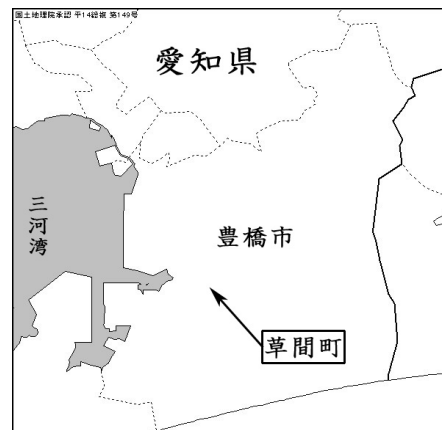 国土地理院承認 平14総複 第149号
愛知県
三河湾
豊橋市
草間町